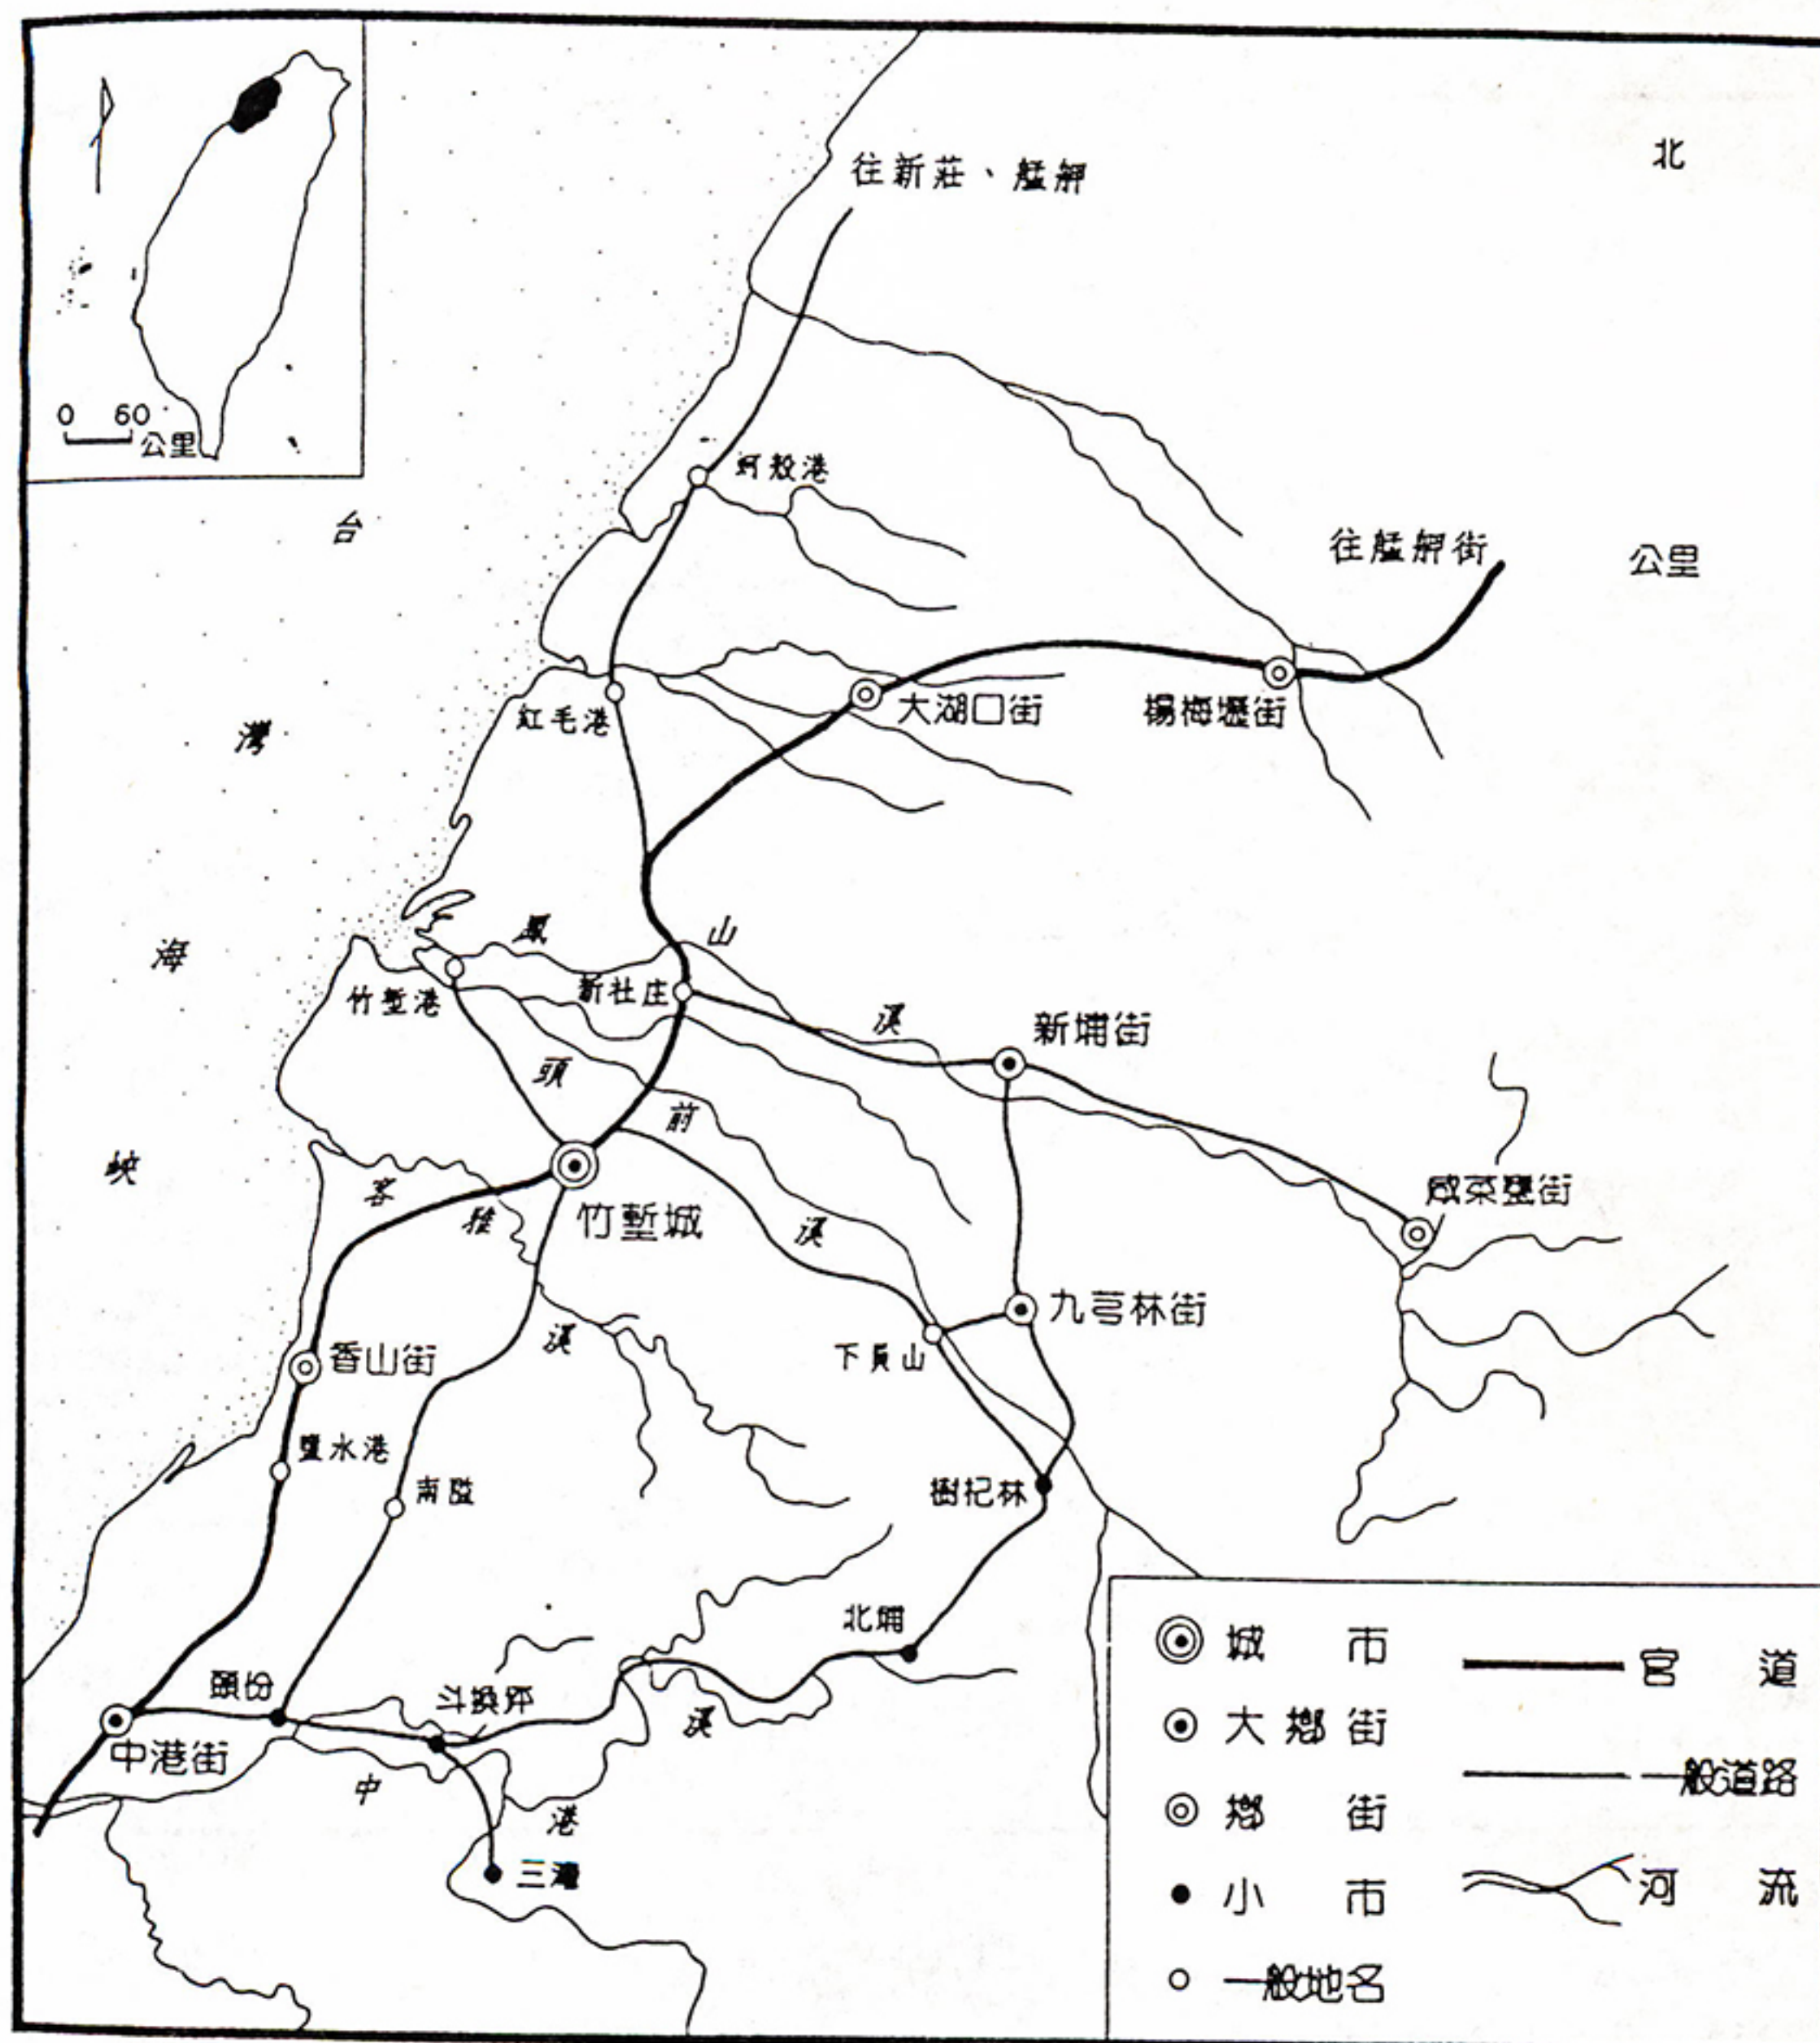 北
往新莊、艋舺
0 60
公里
蚵殼港
台
往艋舺街
公里
紅毛港
大湖口街
楊梅壢街
灣
鳳
山
海
竹塹港
新社庄
溪
新埔街
頭
前
峽
客
雅
竹塹城
溪
咸菜甕街
九芎林街
香山街
溪
下員山
鹽水港
南隘
樹杞林
北埔
頭份
斗換坪
溪
中港街
中
港
三灣
城市
大鄉街
鄉街
小市
一般地名
官道
一般道路
河流